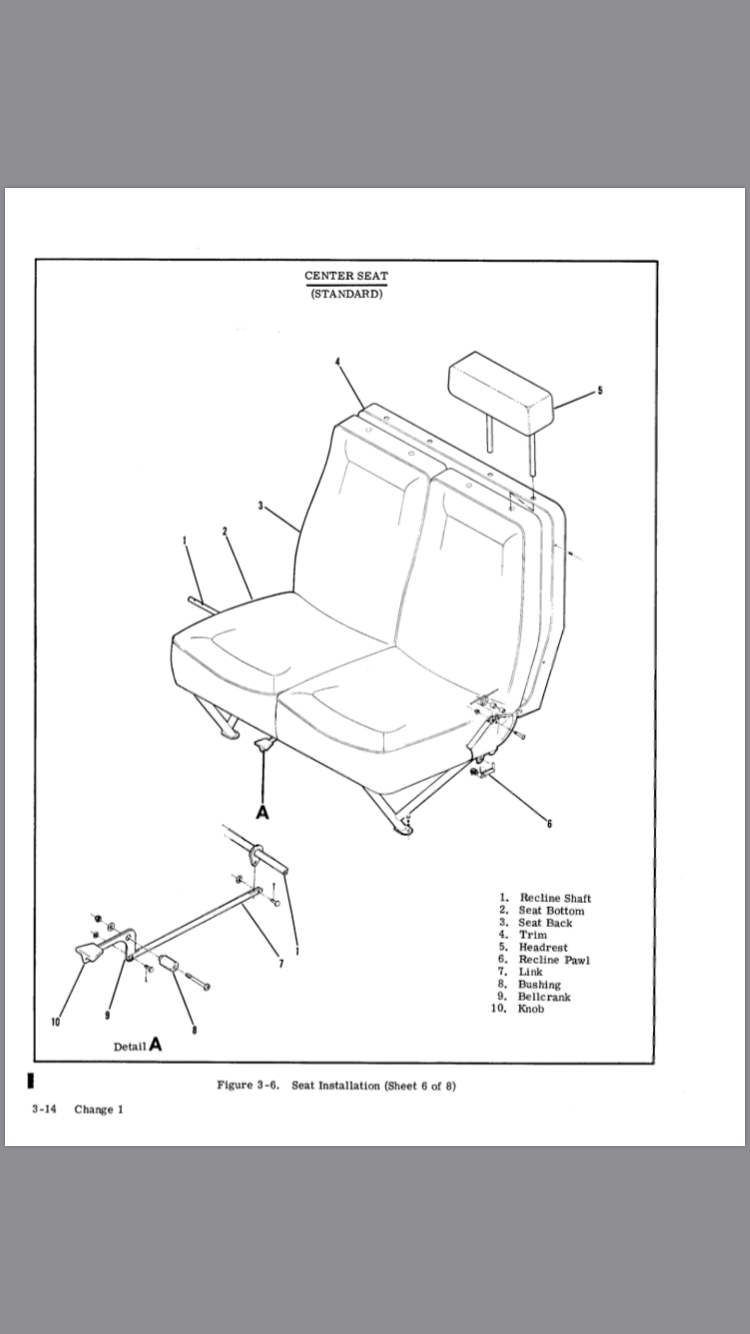 CENTER SEAT
(STANDARD)
4
5
3
2
1
A
6
1
7
10
9
8
Detail A
1. Recline Shaft
2. Seat Bottom
3. Seat Back
4. Trim
5. Headrest
6. Recline Pawl
7. Link
8. Bushing
9. Bellcrank
10. Knob
Figure 3-6. Seat Installation (Sheet 6 of 8)
3-14 Change 1